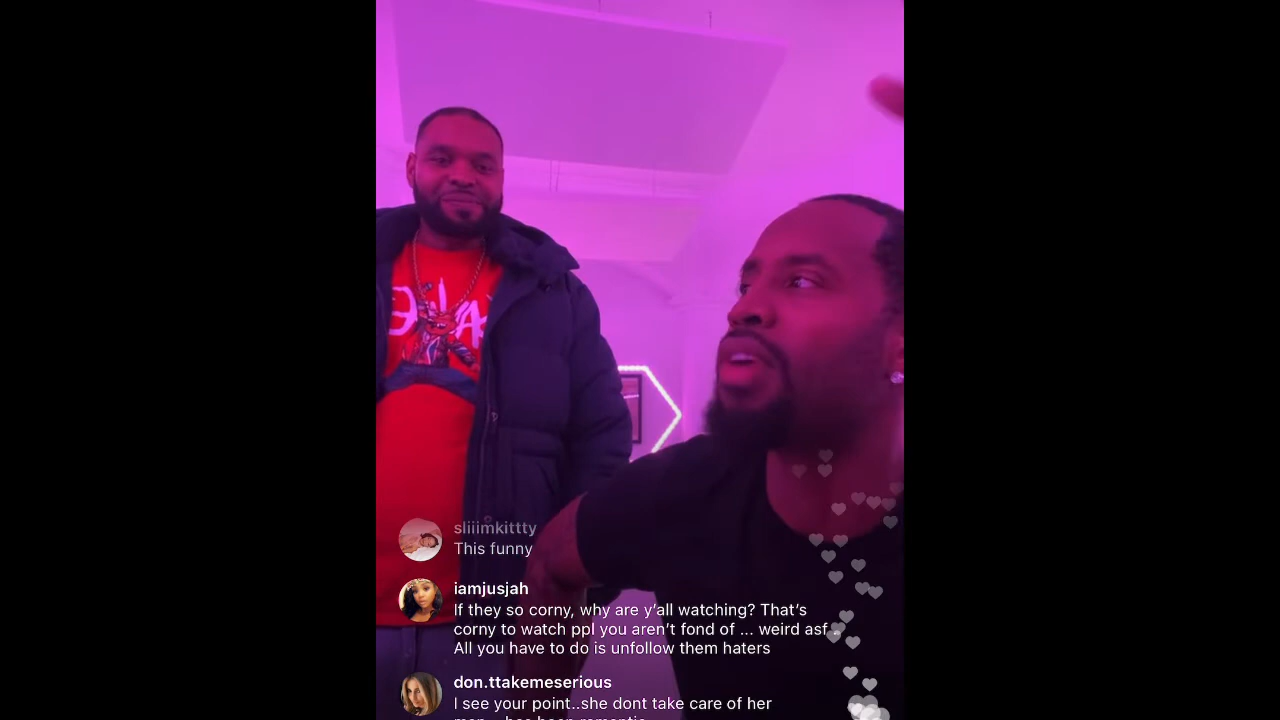 sliiimkittty
This funny
iamjusjah
If they so corny, why are y’all watching? That’s
corny to watch ppl you aren’t fond of ... weird asf..
All you have to do is unfollow them haters
don.ttakemeserious
I see your point..she dont take care of her